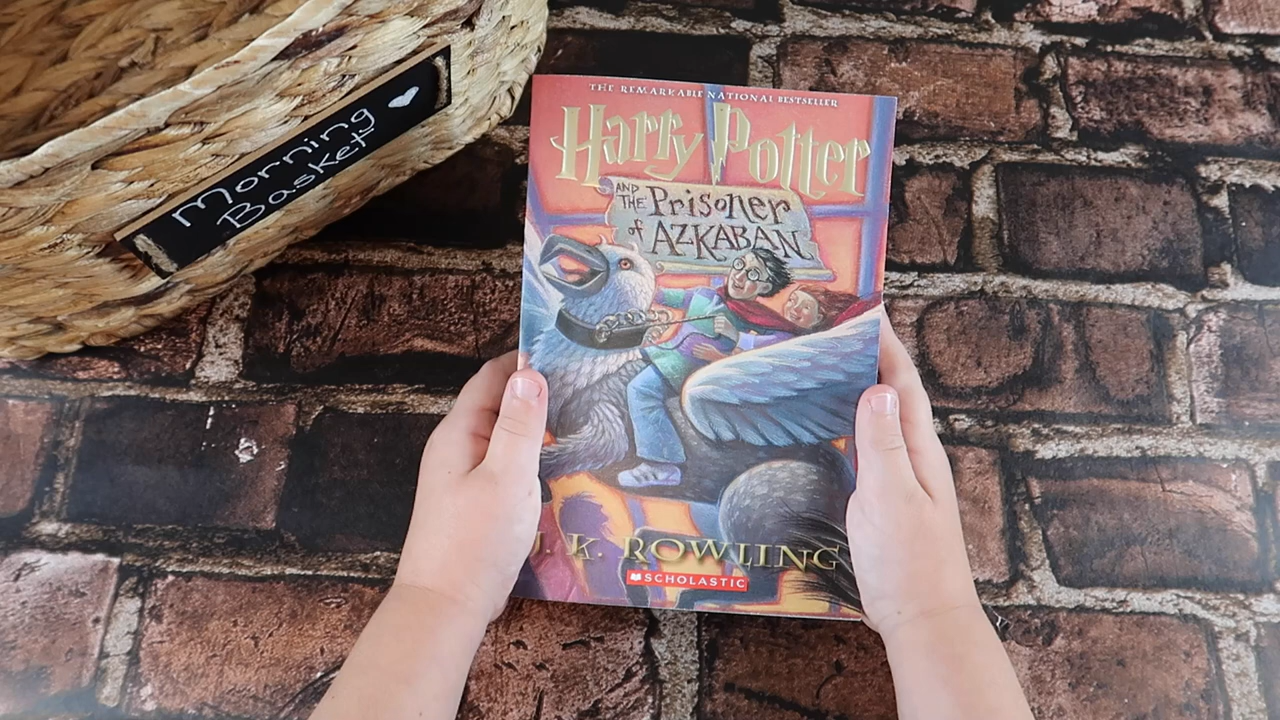 Morning
Basket
THE REMARKABLE NATIONAL BESTSELLER
Harry Potter
AND
THE Prisoner
of AZKABAN
J. K. ROWLING
SCHOLASTIC